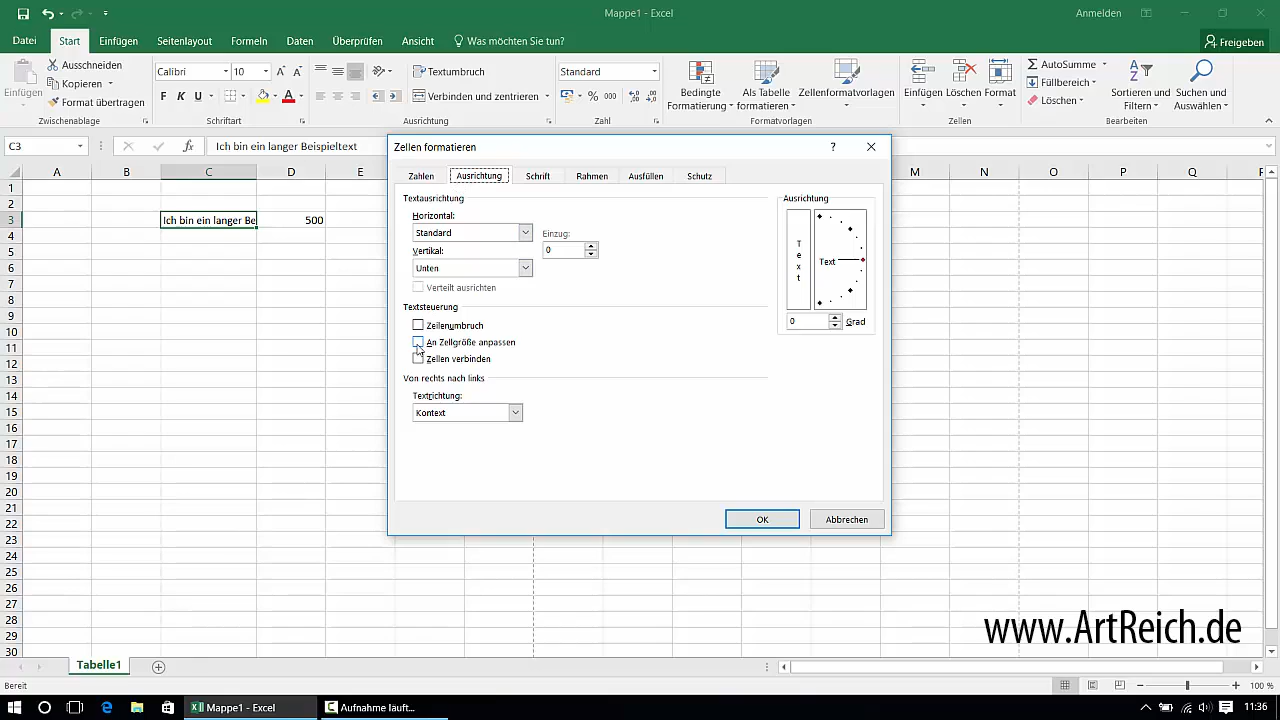 Mappe1 - Excel
Anmelden
Datei Start Einfügen Seitenlayout Formeln Daten Überprüfen Ansicht Was möchten Sie tun? Freigeben
Einfügen
Ausschneiden
Kopieren
Format übertragen
Zwischenablage
Calibri 10 A A
F K U A
Schriftart
Textumbruch
Verbinden und zentrieren
Ausrichtung
Standard
% 000
Zahl
Bedingte Formatierung
Als Tabelle formatieren
Zellenformatvorlagen
Formatvorlagen
Einfügen Löschen Format
Zellen
AutoSumme
Füllbereich
Löschen
Sortieren und Filtern
Suchen und Auswählen
Bearbeiten
C3 fx Ich bin ein langer Beispieltext
A B C D E M N O P Q
1
2
3 Ich bin ein langer Be 500
4
5
6
7
8
9
10
11
12
13
14
15
16
17
18
19
20
21
22
23
24
25
26
27
28
29
30
Zellen formatieren ?
Zahlen Ausrichtung Schrift Rahmen Ausfüllen Schutz
Textausrichtung
Horizontal:
Standard
Einzug:
0
Vertikal:
Unten
Verteilt ausrichten
Textsteuerung
Zeilenumbruch
An Zellgröße anpassen
Zellen verbinden
Von rechts nach links
Textrichtung:
Kontext
Ausrichtung
Text
Text
0 Grad
OK Abbrechen
www.ArtReich.de
Tabelle1
Bereit 100 %
Mappe1 - Excel Aufnahme läuft... 11:36